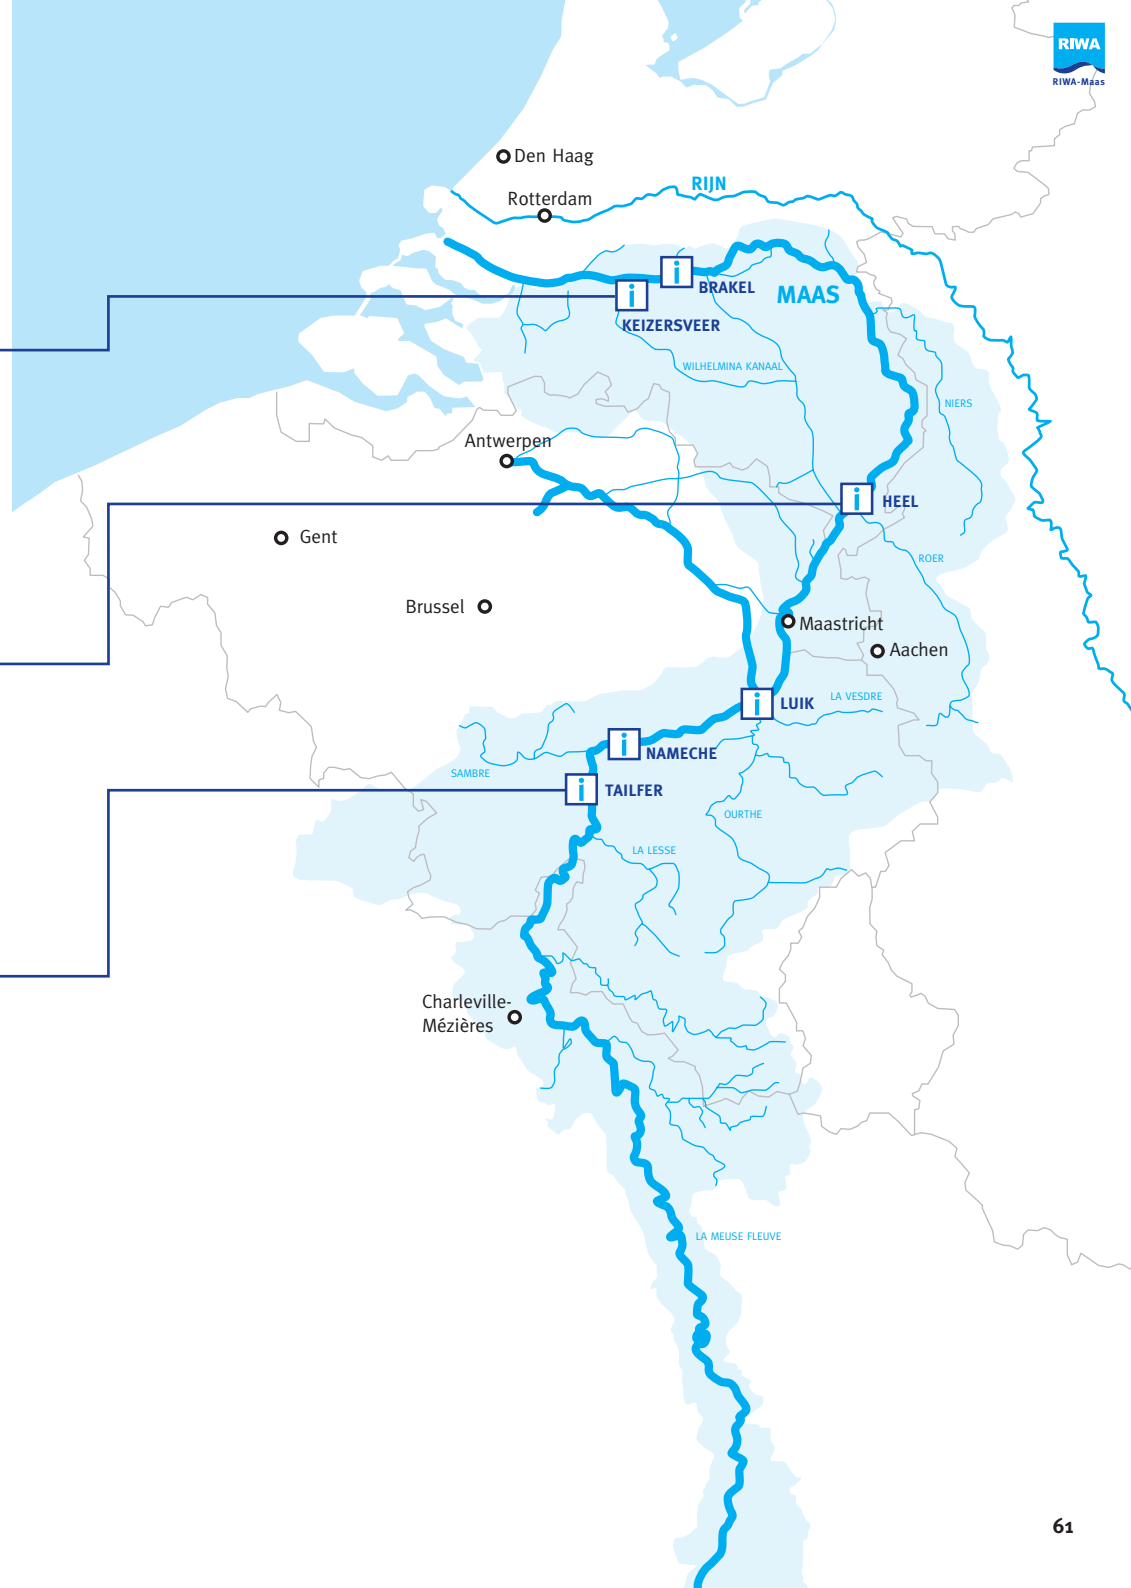 RIWA
RIWA-Maas
Den Haag
RIJN
Rotterdam
i
BRAKEL
MAAS
i
KEIZERSVEER
WILHELMINA KANAAL
NIERS
Antwerpen
i
HEEL
Gent
ROER
Brussel
Maastricht
Aachen
LA VESDRE
i
LUIK
i
NAMECHE
SAMBRE
i
TAILFER
OURTHE
LA LESSE
Charleville-
Mézières
LA MEUSE FLEUVE
61